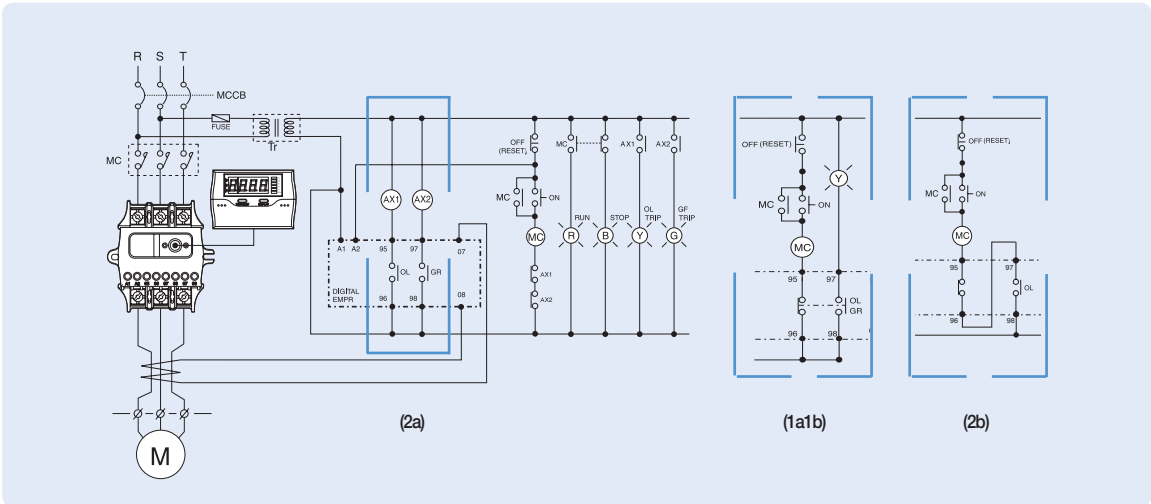 R S T
MCCB
FUSE
Tr
MC
OFF
(RESET)
MC
ON
MC
AX1
AX2
MC
RUN
R
STOP
B
AX1
OL
TRIP
Y
AX2
GF
TRIP
G
AX1
AX2
A1 A2 95 97 07
OL
GR
DIGITAL
EMPR
96 98 08
M
(2a)
OFF (RESET)
MC
ON
Y
MC
95 97
OL
GR
96 98
(1a1b)
OFF (RESET)
MC
ON
MC
95 97
OL
96 98
(2b)